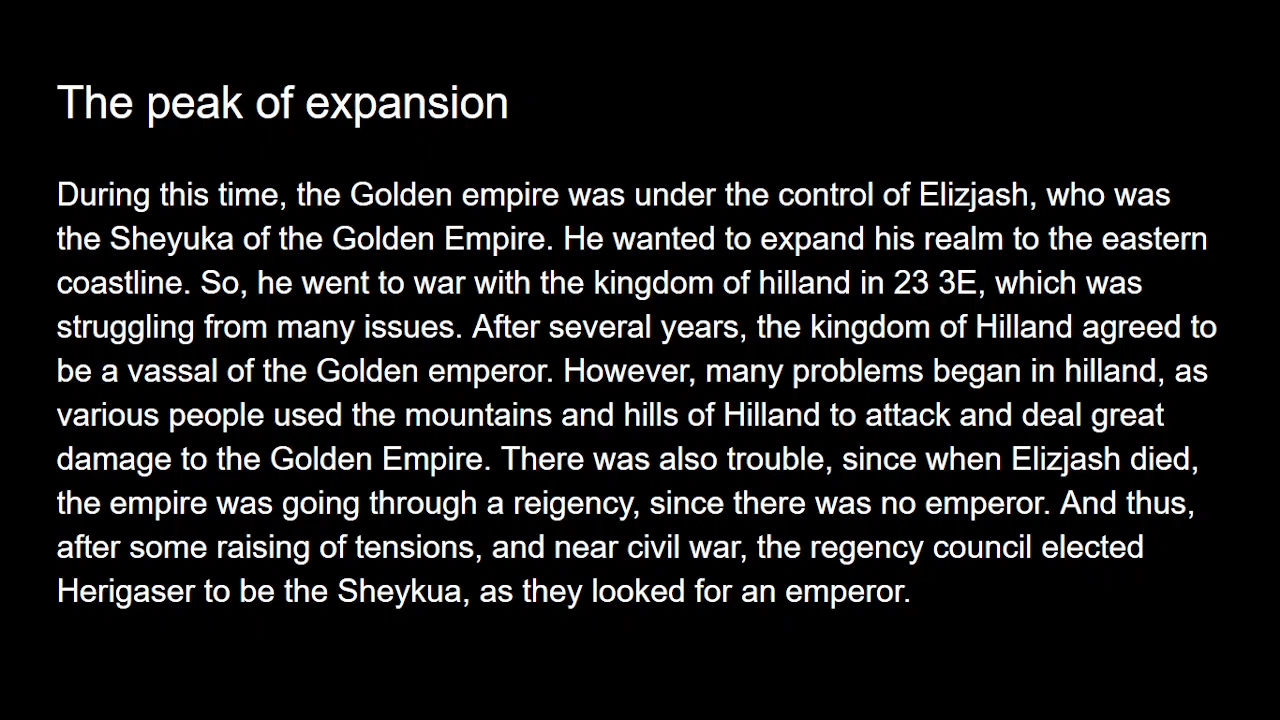 The peak of expansion
During this time, the Golden empire was under the control of Elizjash, who was
the Sheyuka of the Golden Empire. He wanted to expand his realm to the eastern
coastline. So, he went to war with the kingdom of hilland in 23 3E, which was
struggling from many issues. After several years, the kingdom of Hilland agreed to
be a vassal of the Golden emperor. However, many problems began in hilland, as
various people used the mountains and hills of Hilland to attack and deal great
damage to the Golden Empire. There was also trouble, since when Elizjash died,
the empire was going through a reigency, since there was no emperor. And thus,
after some raising of tensions, and near civil war, the regency council elected
Herigaser to be the Sheykua, as they looked for an emperor.